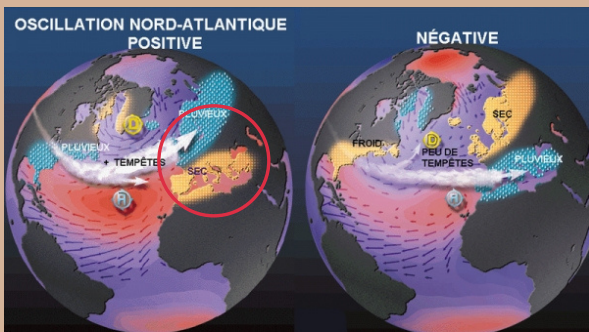 OSCILLATION NORD-ATLANTIQUE
POSITIVE
D
PLUVIEUX
PLUVIEUX
+ TEMPÊTES
SEC
A
NÉGATIVE
SEC
FROID
D
PEU DE
TEMPÊTES
PLUVIEUX
A